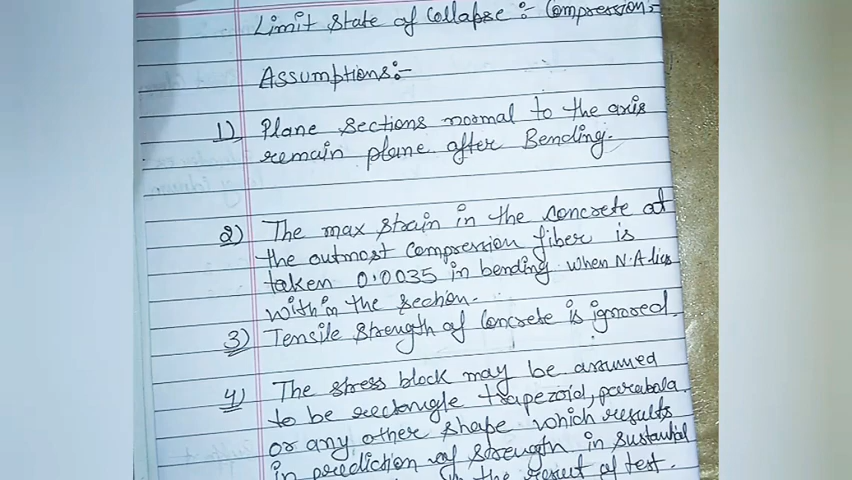 Limit State of Collapse :- Compression.
Assumptions:-
1) Plane sections normal to the axis
remain plane after Bending.
2) The max strain in the concrete at
the outmost compression fiber is
taken 0.0035 in bending when N.A lies
within the section.
3) Tensile strength of Concrete is ignored.
4) The stress block may be assumed
to be rectangle trapezoid, parabola
or any other shape which results
in prediction of strength in sustantial
the result of test.